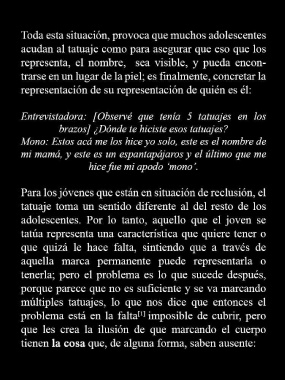 Toda esta situación, provoca que muchos adolescentes
acudan al tatuaje como para asegurar que eso que los
representa, el nombre, sea visible, y pueda encon-
trarse en un lugar de la piel; es finalmente, concretar la
representación de su representación de quién es él:
Entrevistadora: [Observé que tenía 5 tatuajes en los
brazos] ¿Dónde te hiciste esos tatuajes?
Mono: Estos acá me los hice yo solo, este es el nombre de
mi mamá, y este es un espantapájaros y el último que me
hice fue mi apodo ‘mono’.
Para los jóvenes que están en situación de reclusión, el
tatuaje toma un sentido diferente al del resto de los
adolescentes. Por lo tanto, aquello que el joven se
tatúa representa una característica que quiere tener o
que quizá le hace falta, sintiendo que a través de
aquella marca permanente puede representarla o
tenerla; pero el problema es lo que sucede después,
porque parece que no es suficiente y se va marcando
múltiples tatuajes, lo que nos dice que entonces el
problema está en la falta[1] imposible de cubrir, pero
que les crea la ilusión de que marcando el cuerpo
tienen la cosa que, de alguna forma, saben ausente: